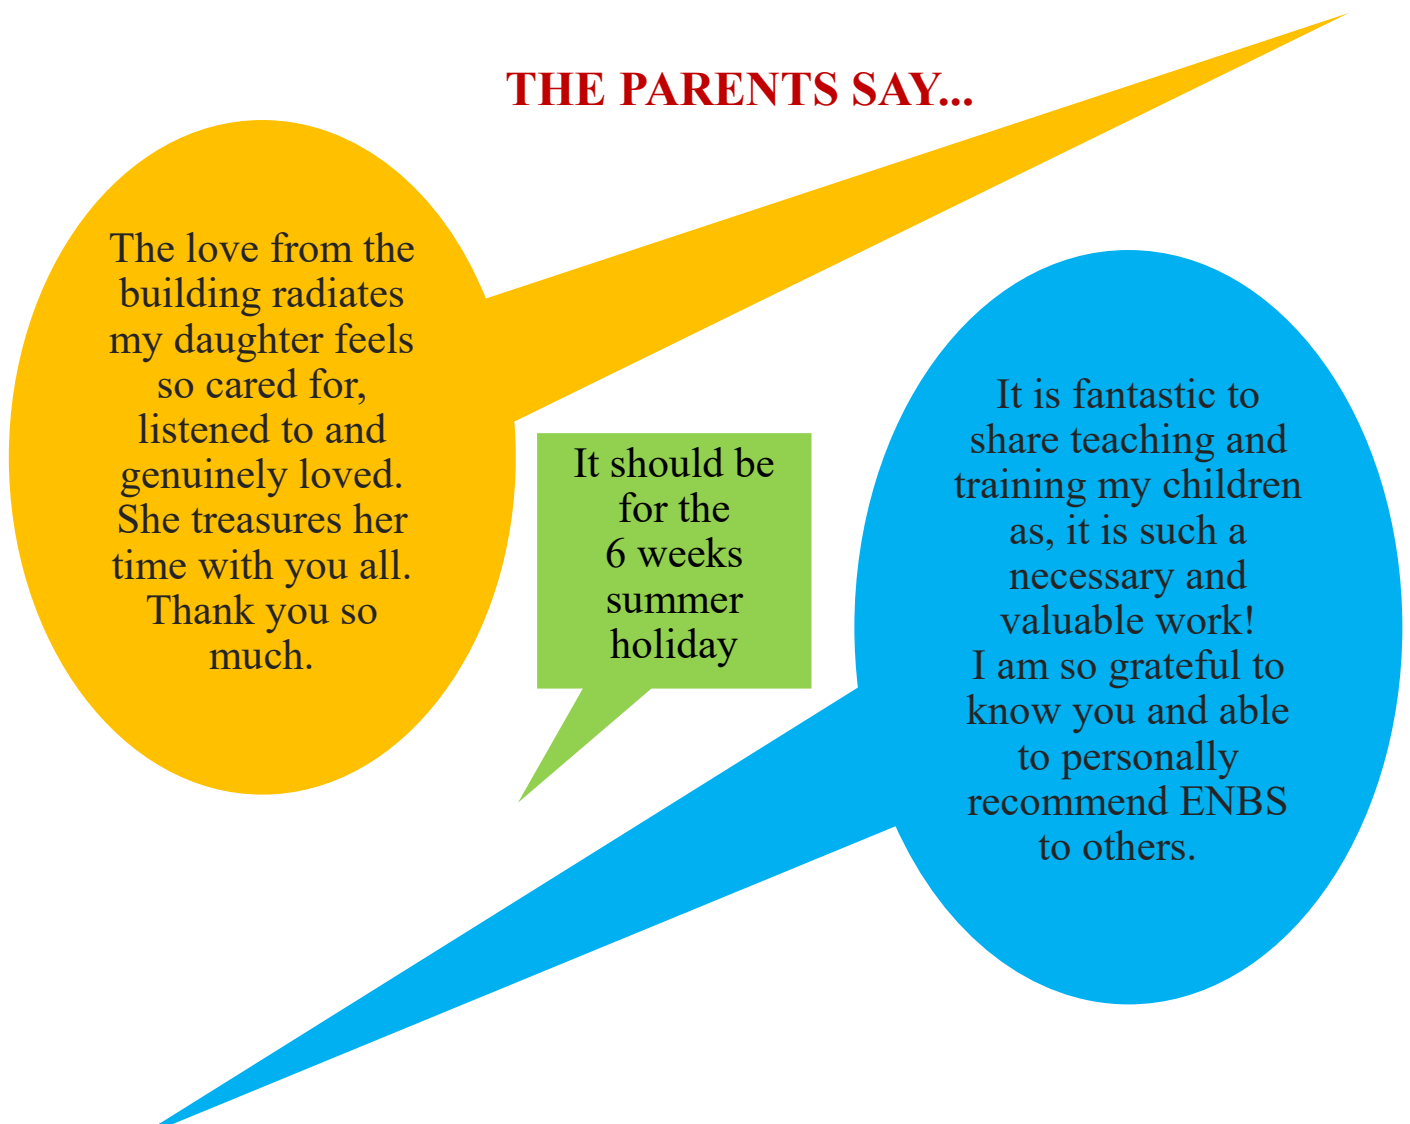 THE PARENTS SAY...
The love from the
building radiates
my daughter feels
so cared for,
listened to and
genuinely loved.
She treasures her
time with you all.
Thank you so
much.
It should be
for the
6 weeks
summer
holiday
It is fantastic to
share teaching and
training my children
as, it is such a
necessary and
valuable work!
I am so grateful to
know you and able
to personally
recommend ENBS
to others.